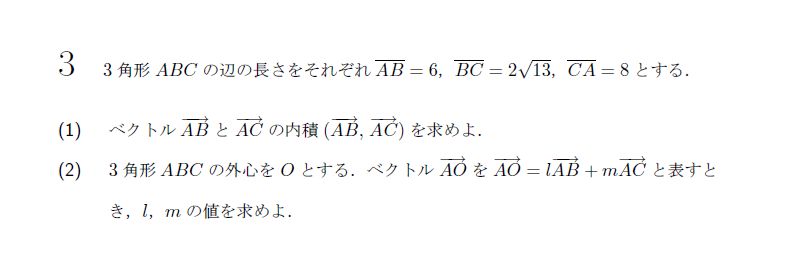 3 3 角形 ABC の辺の長さをそれぞれ $\overline{AB} = 6$, $\overline{BC} = 2\sqrt{13}$, $\overline{CA} = 8$ とする.
(1) ベクトル $\overrightarrow{AB}$ と $\overrightarrow{AC}$ の内積 $(\overrightarrow{AB}, \overrightarrow{AC})$ を求めよ.
(2) 3 角形 ABC の外心を O とする. ベクトル $\overrightarrow{AO}$ を $\overrightarrow{AO} = l\overrightarrow{AB} + m\overrightarrow{AC}$ と表すと
き, l, m の値を求めよ.